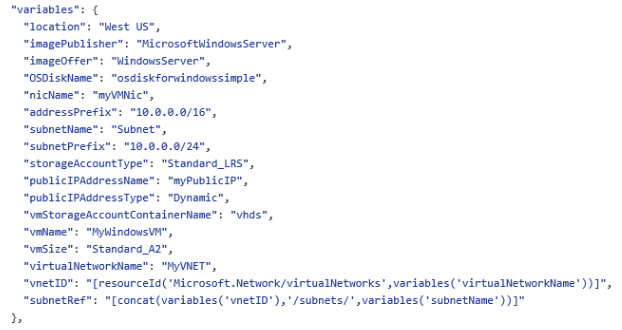 "variables": {
"location": "West US",
"imagePublisher": "MicrosoftWindowsServer",
"imageOffer": "WindowsServer",
"OSDiskName": "osdiskforwindowssimple",
"nicName": "myVMNic",
"addressPrefix": "10.0.0.0/16",
"subnetName": "Subnet",
"subnetPrefix": "10.0.0.0/24",
"storageAccountType": "Standard_LRS",
"publicIPAddressName": "myPublicIP",
"publicIPAddressType": "Dynamic",
"vmStorageAccountContainerName": "vhds",
"vmName": "MyWindowsVM",
"vmSize": "Standard_A2",
"virtualNetworkName": "MyVNET",
"vnetID": "[resourceId('Microsoft.Network/virtualNetworks',variables('virtualNetworkName'))]",
"subnetRef": "[concat(variables('vnetID'),'/subnets/',variables('subnetName'))]"
},